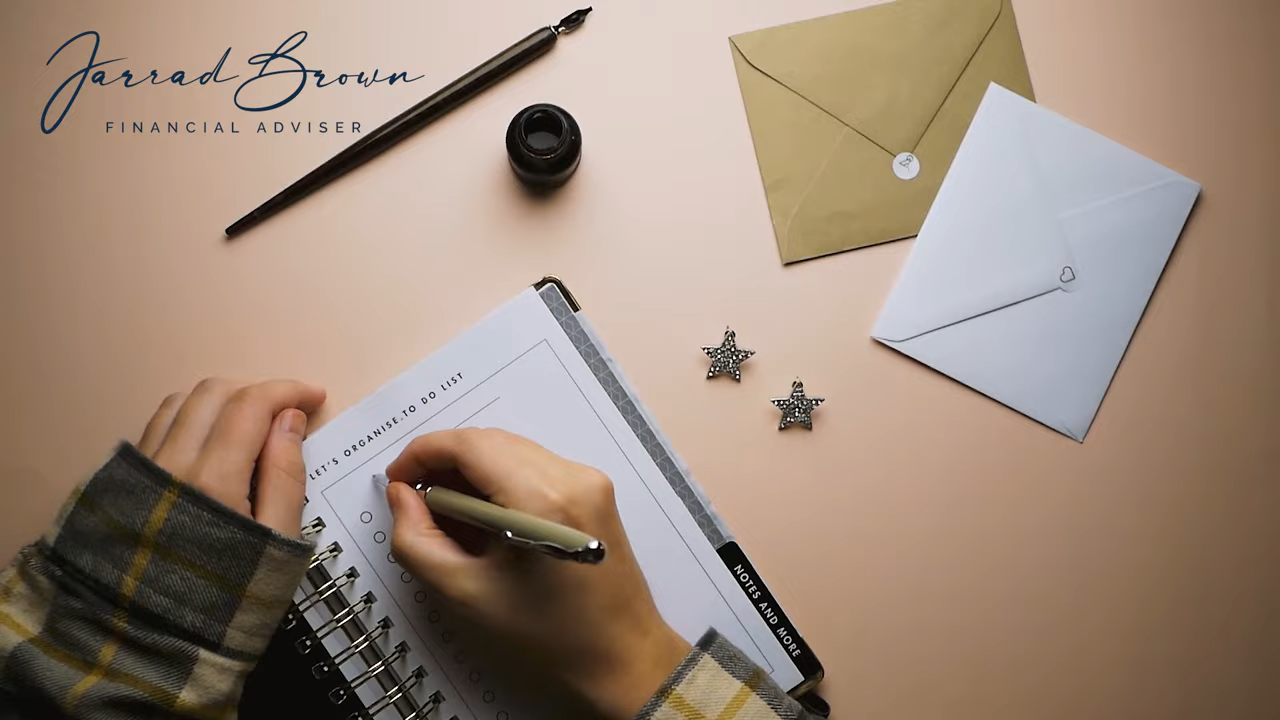 Jarrad Brown
FINANCIAL ADVISER
LET'S ORGANISE.TO DO LIST
NOTES AND MORE